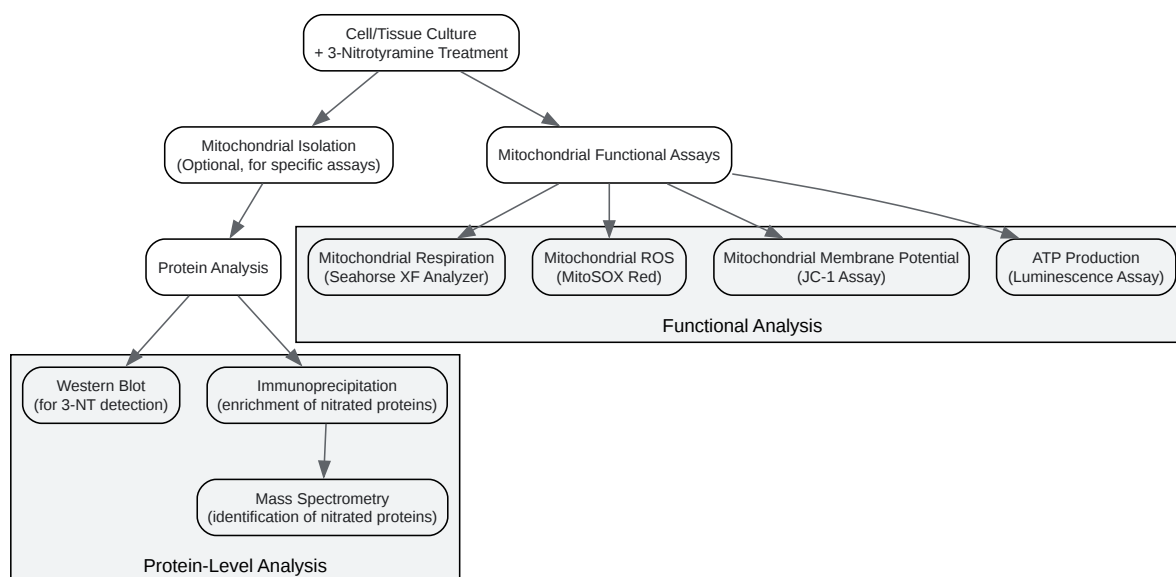 Cell/Tissue Culture
+ 3-Nitrotyramine Treatment
Mitochondrial Isolation
(Optional, for specific assays)
Mitochondrial Functional Assays
Protein Analysis
Mitochondrial Respiration
(Seahorse XF Analyzer)
Mitochondrial ROS
(MitoSOX Red)
Mitochondrial Membrane Potential
(JC-1 Assay)
ATP Production
(Luminescence Assay)
Functional Analysis
Western Blot
(for 3-NT detection)
Immunoprecipitation
(enrichment of nitrated proteins)
Mass Spectrometry
(identification of nitrated proteins)
Protein-Level Analysis